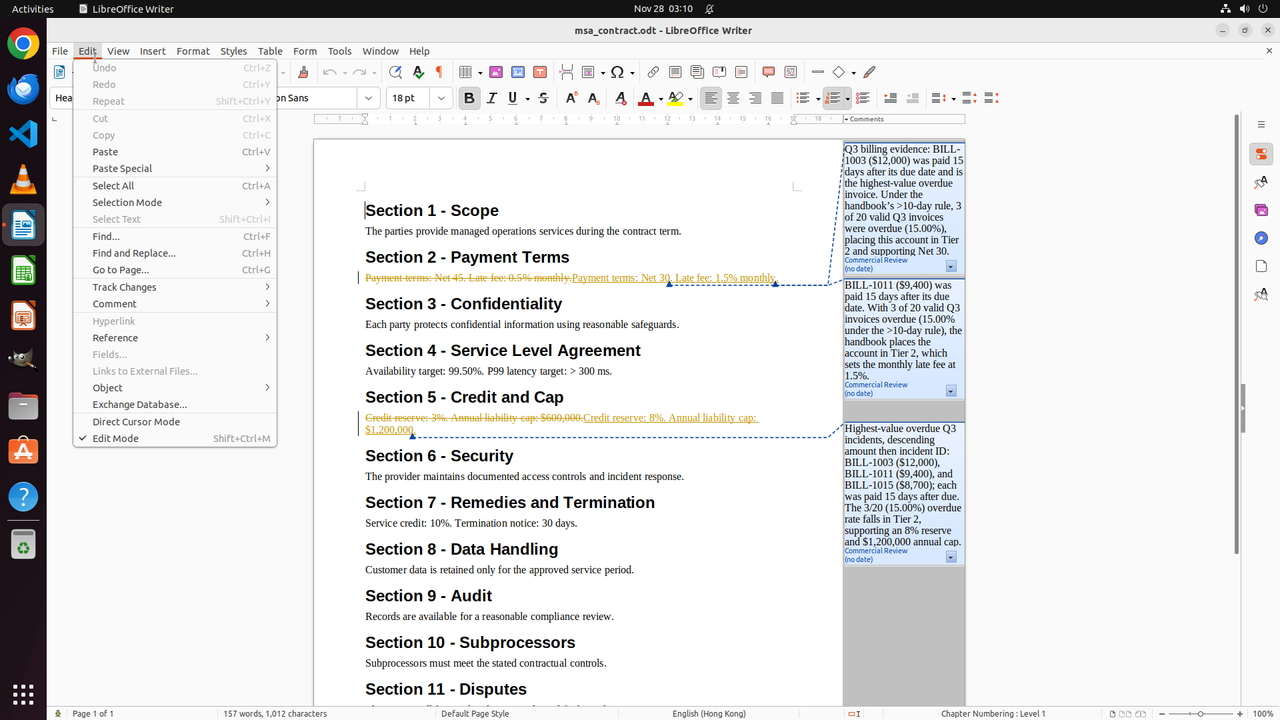 Activities
LibreOffice Writer
Nov 28 03:10
msa_contract.odt - LibreOffice Writer
File Edit View Insert Format Styles Table Form Tools Window Help
Undo Ctrl+Z
Redo Ctrl+Y
Repeat Shift+Ctrl+Y
Cut Ctrl+X
Copy Ctrl+C
Paste Ctrl+V
Paste Special
Select All Ctrl+A
Selection Mode
Select Text Shift+Ctrl+I
Find... Ctrl+F
Find and Replace... Ctrl+H
Go to Page... Ctrl+G
Track Changes
Comment
Hyperlink
Reference
Fields...
Links to External Files...
Object
Exchange Database...
Direct Cursor Mode
Edit Mode Shift+Ctrl+M
18 pt
Comments
Section 1 - Scope
The parties provide managed operations services during the contract term.
Section 2 - Payment Terms
Payment terms: Net 45. Late fee: 0.5% monthly.Payment terms: Net 30. Late fee: 1.5% monthly.
Section 3 - Confidentiality
Each party protects confidential information using reasonable safeguards.
Section 4 - Service Level Agreement
Availability target: 99.50%. P99 latency target: > 300 ms.
Section 5 - Credit and Cap
Credit reserve: 3%. Annual liability cap: $600,000.Credit reserve: 8%. Annual liability cap:
$1,200,000.
Section 6 - Security
The provider maintains documented access controls and incident response.
Section 7 - Remedies and Termination
Service credit: 10%. Termination notice: 30 days.
Section 8 - Data Handling
Customer data is retained only for the approved service period.
Section 9 - Audit
Records are available for a reasonable compliance review.
Section 10 - Subprocessors
Subprocessors must meet the stated contractual controls.
Section 11 - Disputes
Q3 billing evidence: BILL-
1003 ($12,000) was paid 15
days after its due date and is
the highest-value overdue
invoice. Under the
handbook's >10-day rule, 3
of 20 valid Q3 invoices
were overdue (15.00%),
placing this account in Tier
2 and supporting Net 30.
Commercial Review
(no date)
BILL-1011 ($9,400) was
paid 15 days after its due
date. With 3 of 20 valid Q3
invoices overdue (15.00%
under the >10-day rule), the
handbook places the
account in Tier 2, which
sets the monthly late fee at
1.5%.
Commercial Review
(no date)
Highest-value overdue Q3
incidents, descending
amount then incident ID:
BILL-1003 ($12,000),
BILL-1011 ($9,400), and
BILL-1015 ($8,700); each
was paid 15 days after due.
The 3/20 (15.00%) overdue
rate falls in Tier 2,
supporting an 8% reserve
and $1,200,000 annual cap.
Commercial Review
(no date)
Page 1 of 1
157 words, 1,012 characters
Default Page Style
English (Hong Kong)
Chapter Numbering : Level 1
100%